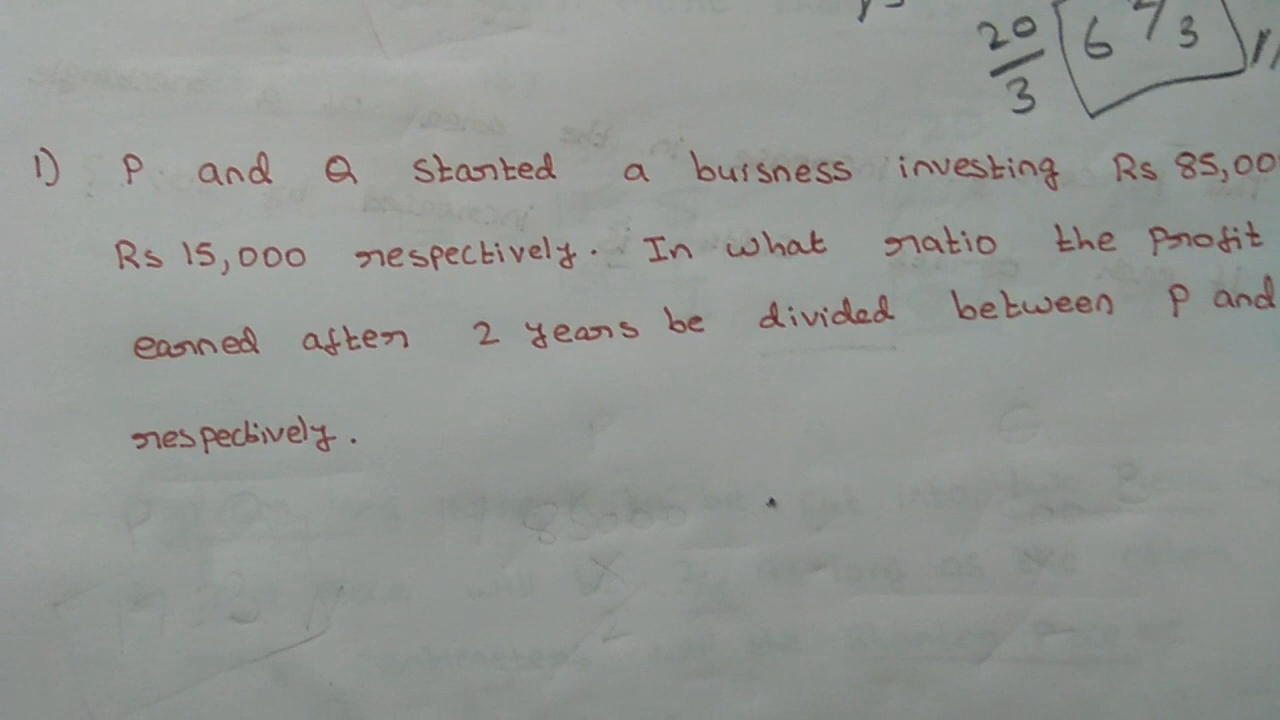 20
3
6 2/3
1) P and Q started a buisness investing Rs 85,00
Rs 15,000 respectively. In what ratio the profit
earned after 2 years be divided between P and
respectively.